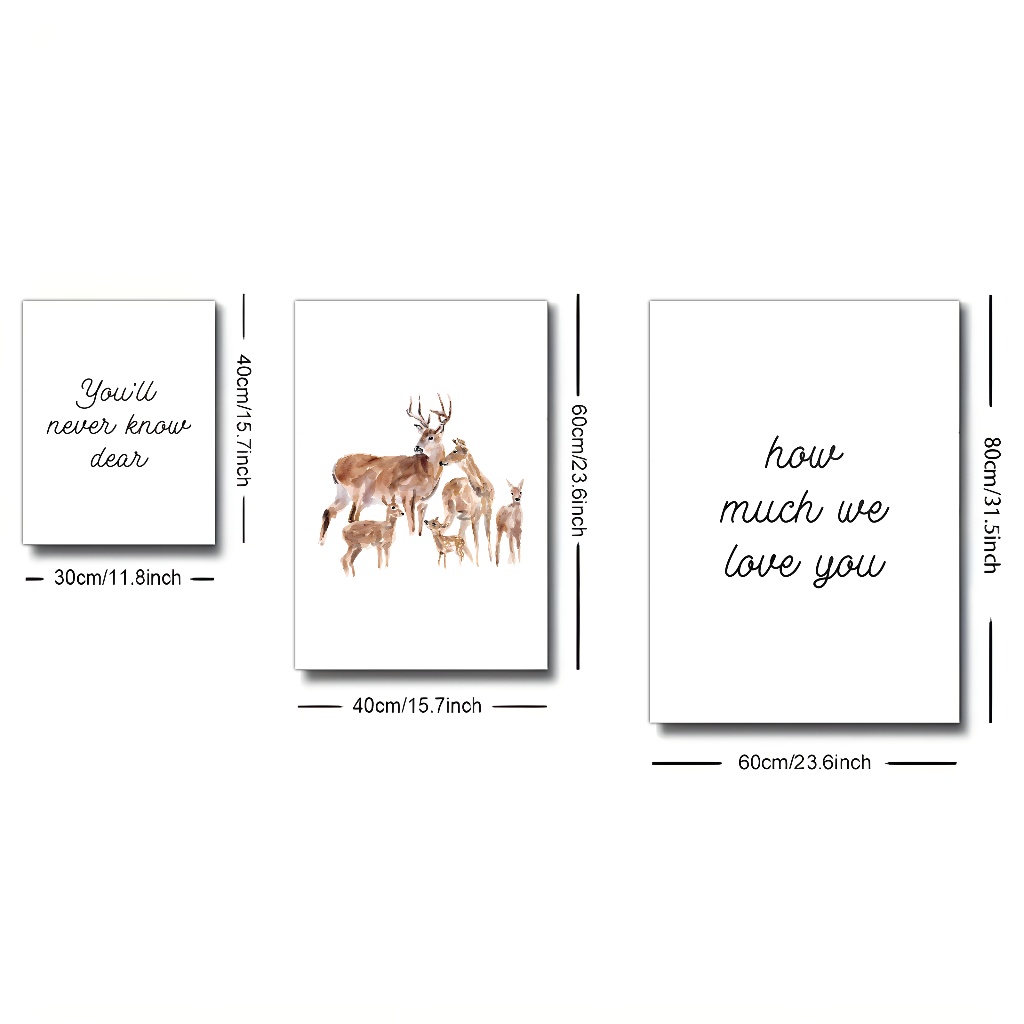 You'll
never know
dear
40cm/15.7inch
30cm/11.8inch
60cm/23.6inch
40cm/15.7inch
how
much we
love you
80cm/31.5inch
60cm/23.6inch